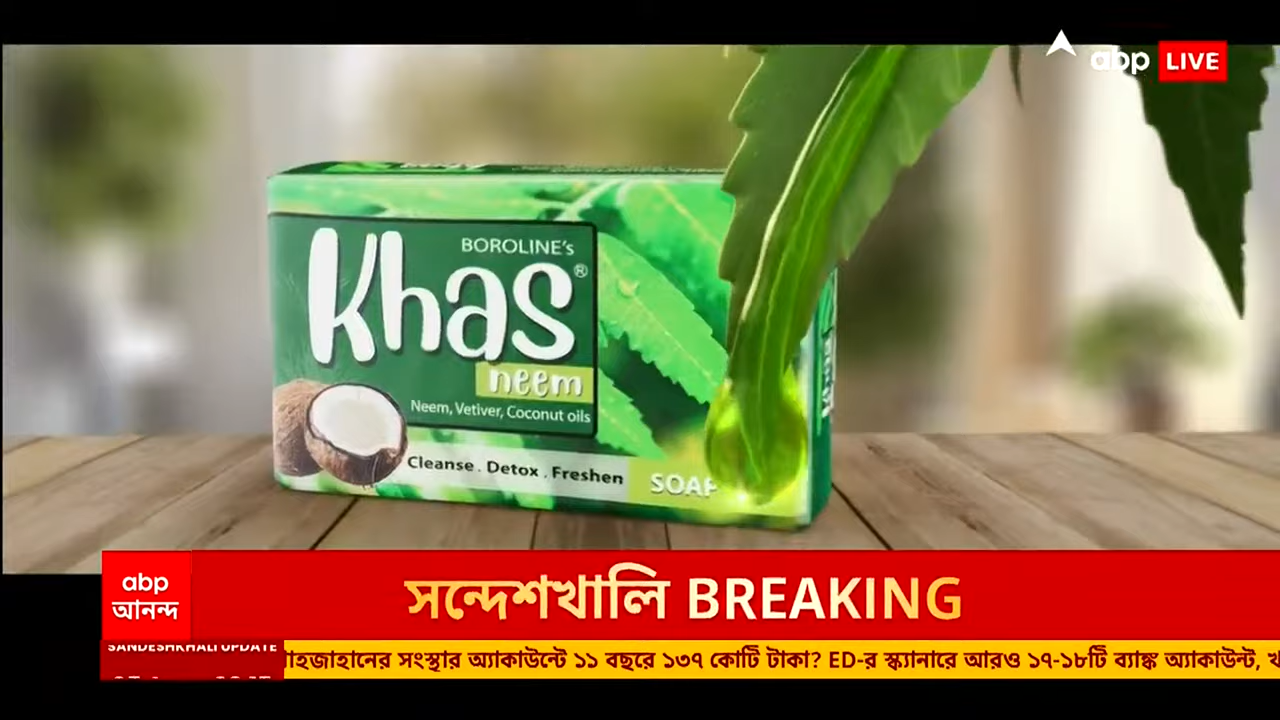 abp LIVE
BOROLINE's
Khas®
neem
Neem, Vetiver, Coconut oils
Cleanse . Detox . Freshen
SOAP
abp
আনন্দ
সন্দেশখালি BREAKING
SANDESHKHALI UPDATE
সংস্থার অ্যাকাউন্টে ১১ বছরে ১৩৭ কোটি টাকা? ED-র স্ক্যানারে আরও ১৭-১৮টি ব্যাঙ্ক অ্যাকাউন্ট,